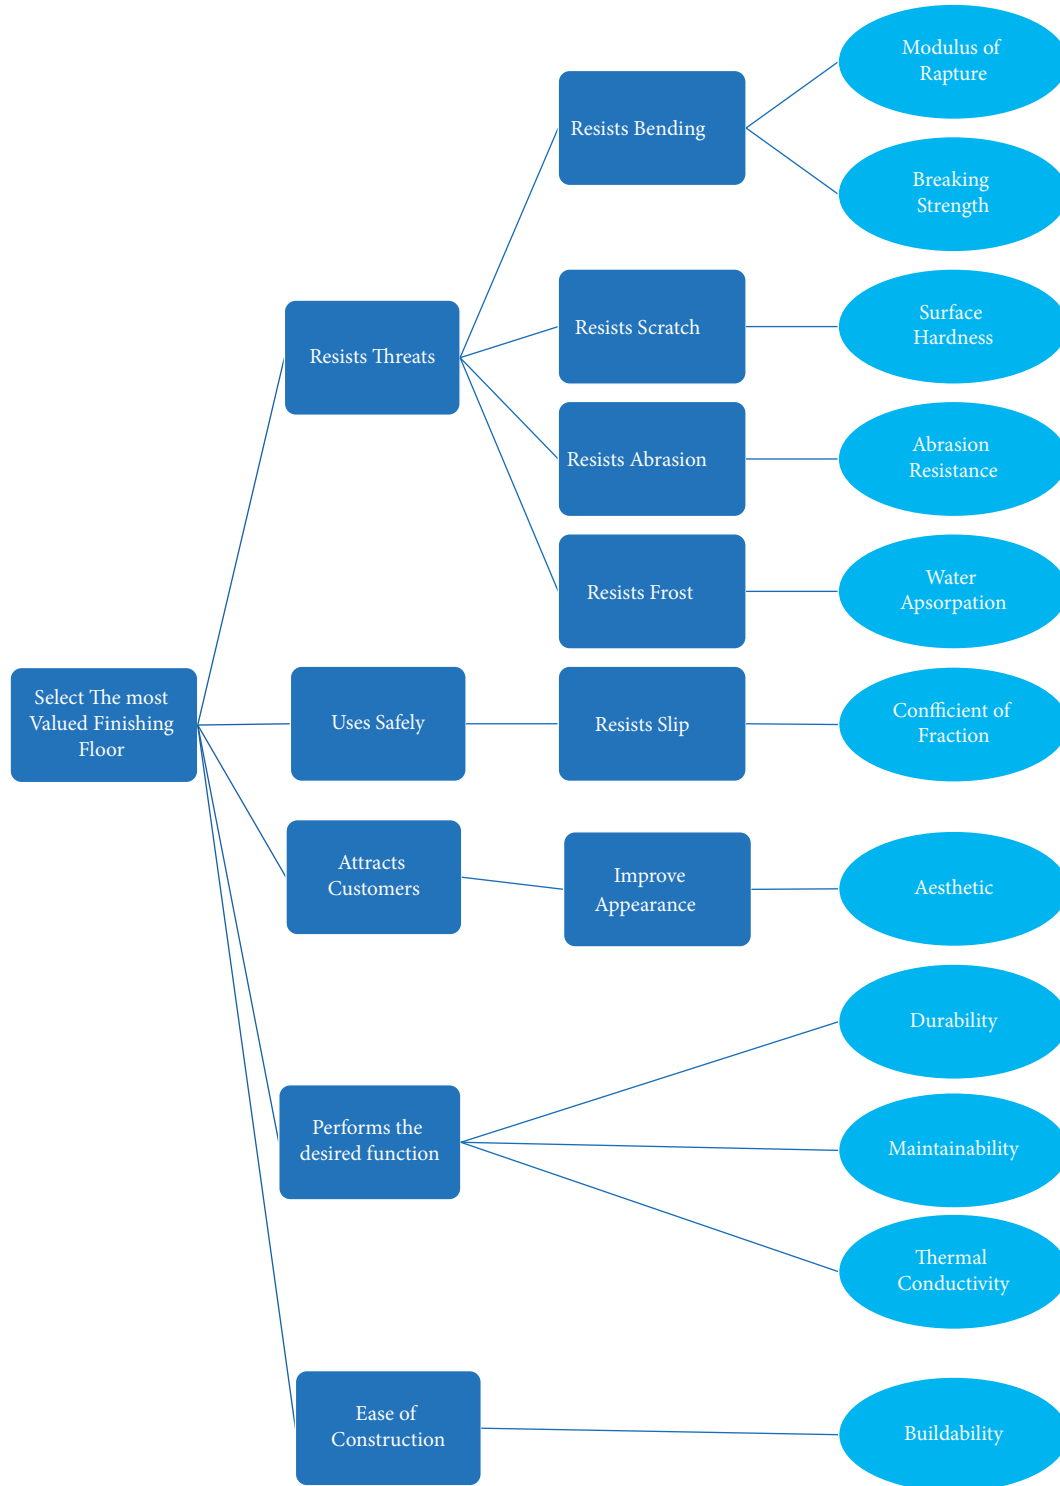 Select The most
Valued Finishing
Floor
Resists Threats
Resists Bending
Modulus of
Rapture
Breaking
Strength
Resists Scratch
Surface
Hardness
Resists Abrasion
Abrasion
Resistance
Resists Frost
Water
Apsorpation
Uses Safely
Resists Slip
Confficient of
Fraction
Attracts
Customers
Improve
Appearance
Aesthetic
Performs the
desired function
Durability
Maintainability
Thermal
Conductivity
Ease of
Construction
Buildability